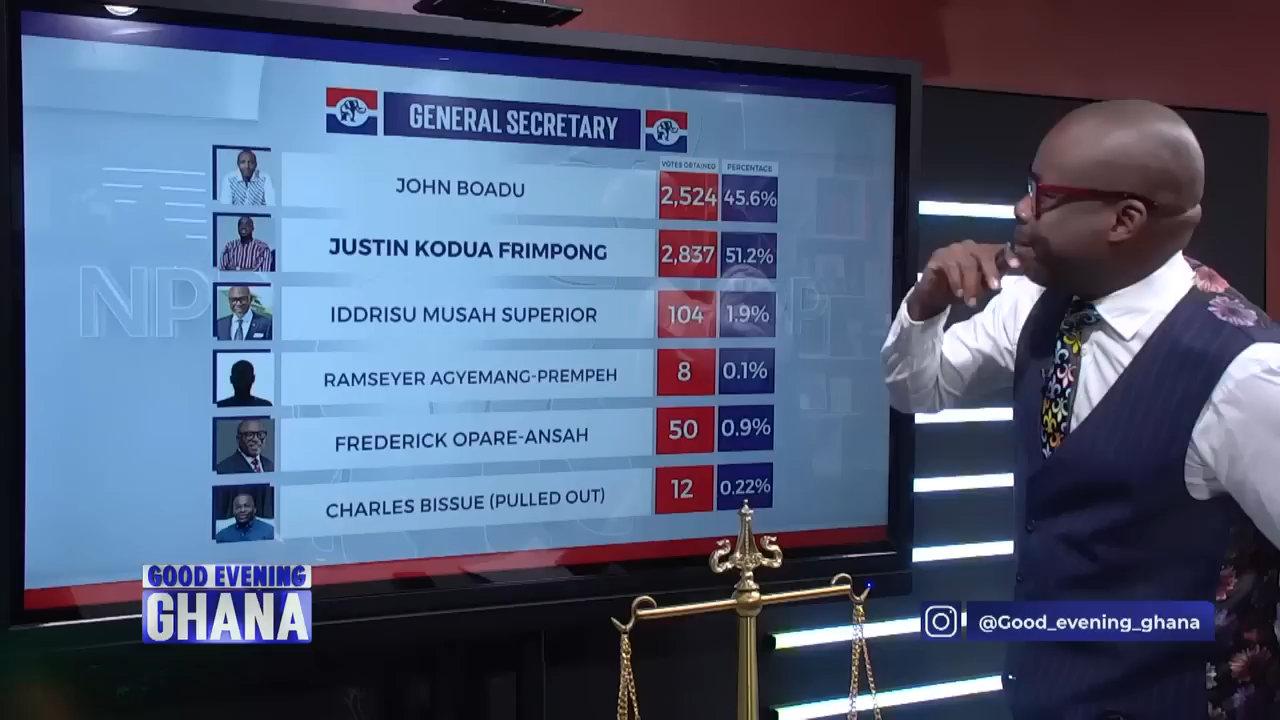 GENERAL SECRETARY
VOTES OBTAINED PERCENTAGE
JOHN BOADU 2,524 45.6%
JUSTIN KODUA FRIMPONG 2,837 51.2%
NP PP
IDDRISU MUSAH SUPERIOR 104 1.9%
RAMSEYER AGYEMANG-PREMPEH 8 0.1%
FREDERICK OPARE-ANSAH 50 0.9%
CHARLES BISSUE (PULLED OUT) 12 0.22%
GOOD EVENING
GHANA
@Good_evening_ghana